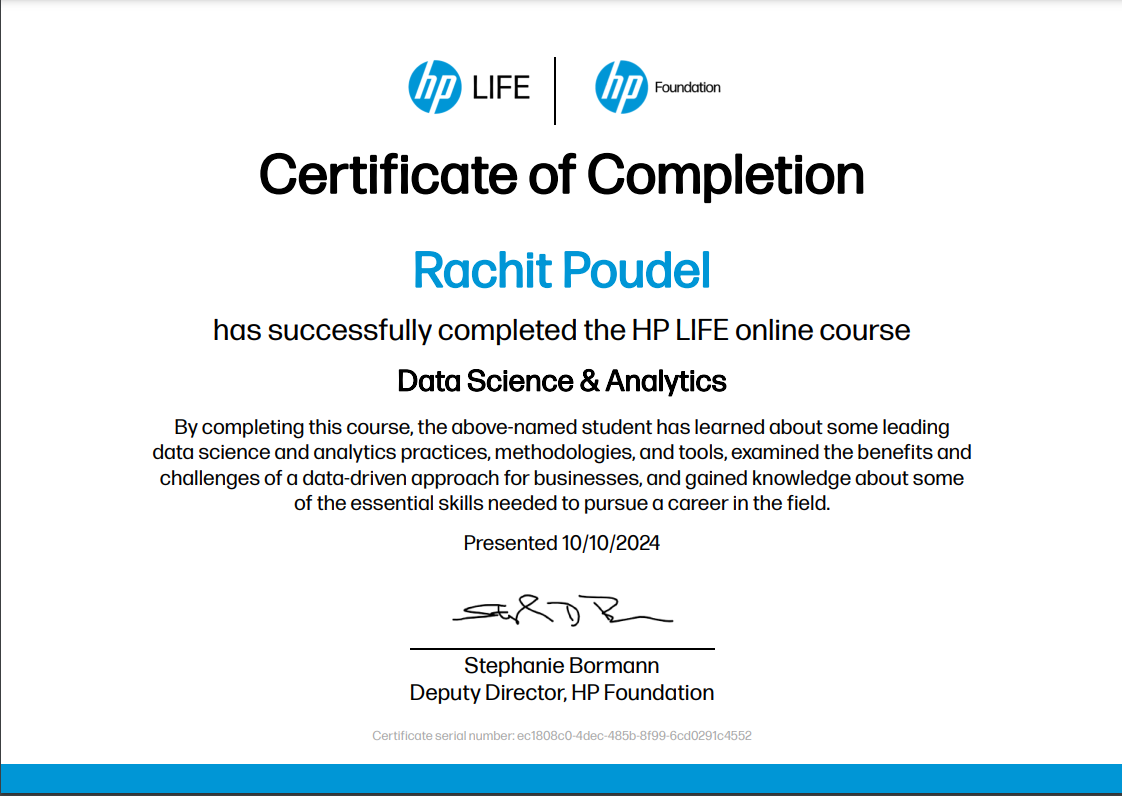 hp LIFE
hp Foundation
Certificate of Completion
Rachit Poudel
has successfully completed the HP LIFE online course
Data Science & Analytics
By completing this course, the above-named student has learned about some leading
data science and analytics practices, methodologies, and tools, examined the benefits and
challenges of a data-driven approach for businesses, and gained knowledge about some
of the essential skills needed to pursue a career in the field.
Presented 10/10/2024
Stephanie Bormann
Deputy Director, HP Foundation
Certificate serial number: ec1808c0-4dec-485b-8f99-6cd0291c4552